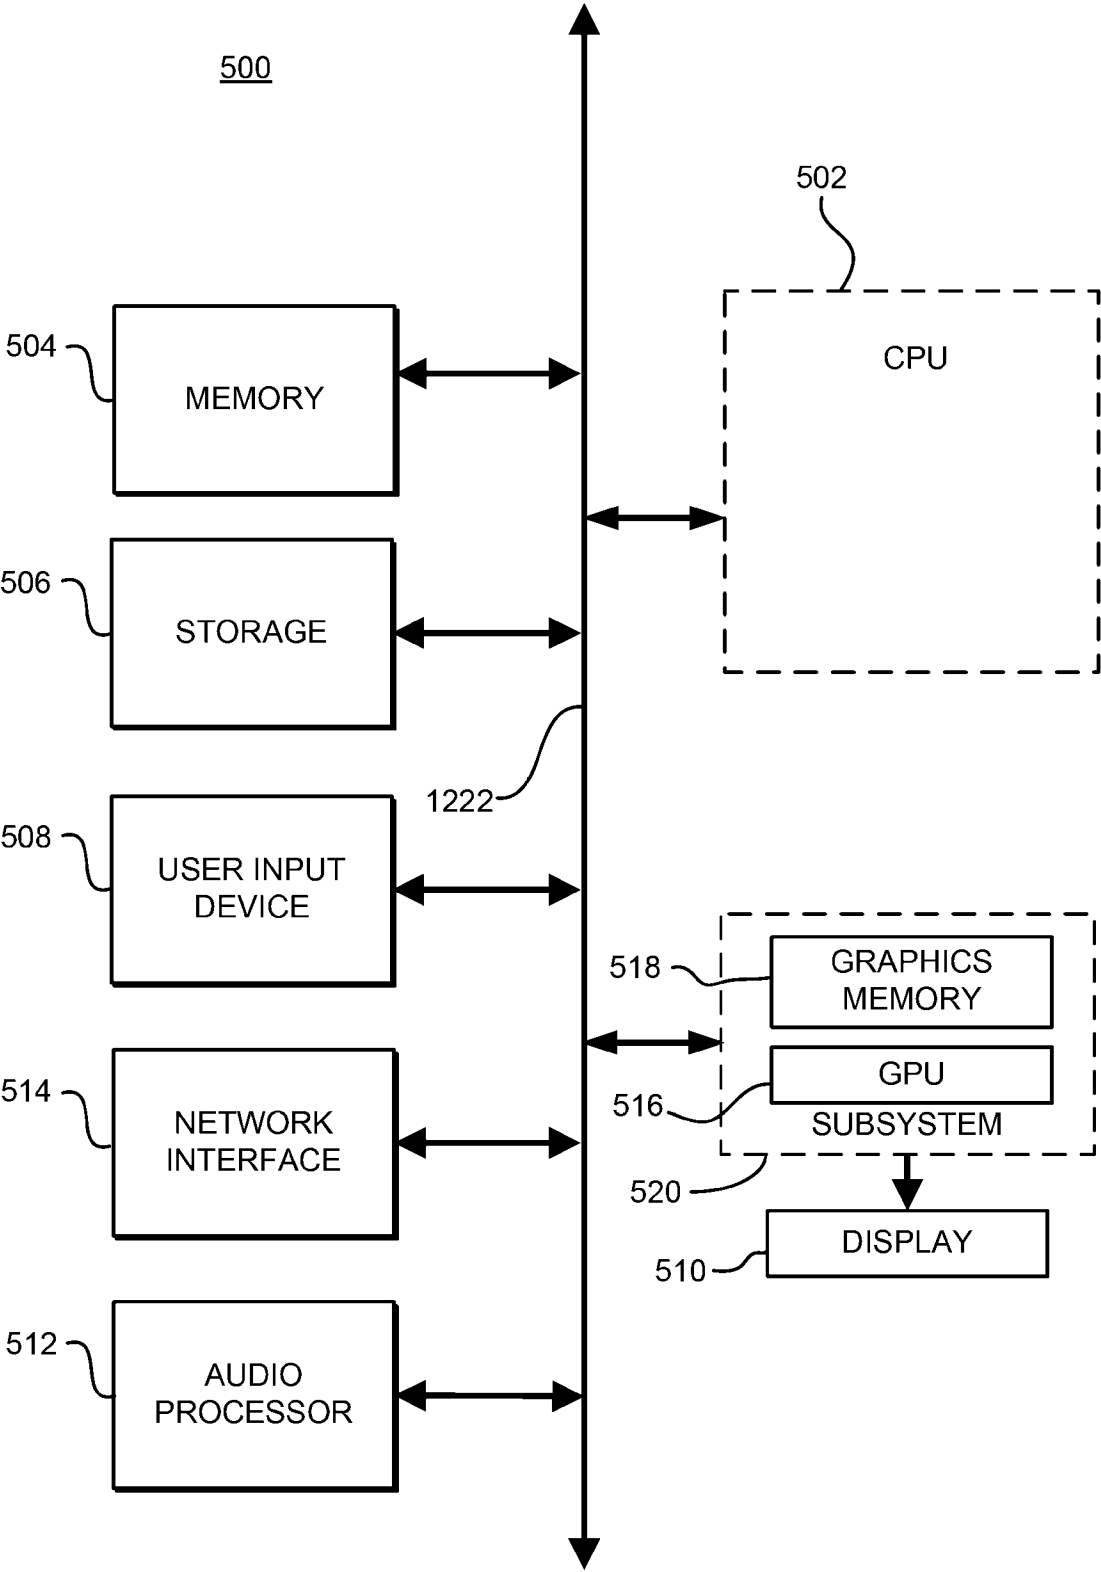 500
502
CPU
504
MEMORY
506
STORAGE
1222
508
USER INPUT
DEVICE
518
GRAPHICS
MEMORY
516
GPU
SUBSYSTEM
520
514
NETWORK
INTERFACE
510
DISPLAY
512
AUDIO
PROCESSOR